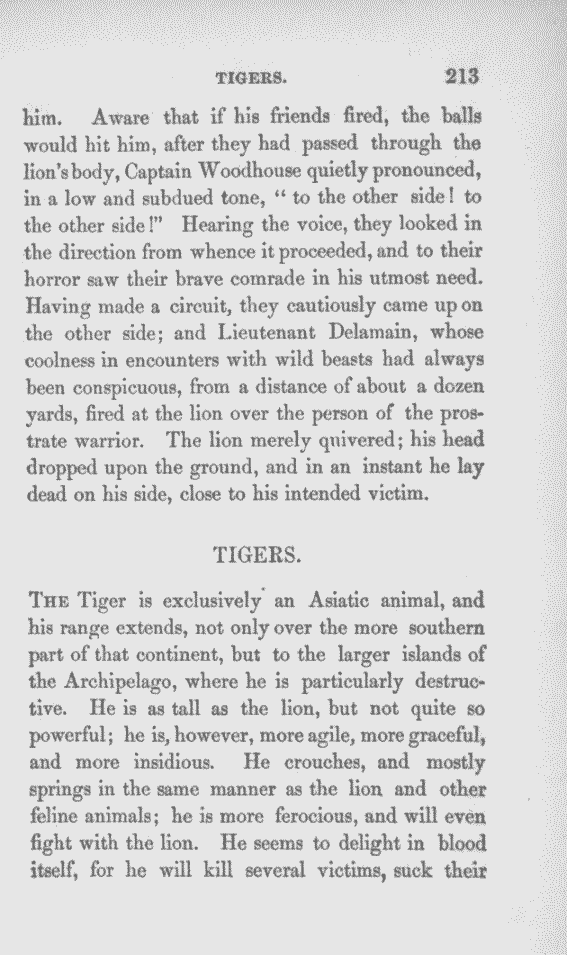 TIGERS. 213
him. Aware that if his friends fired, the balls
would hit him, after they had passed through the
lion's body, Captain Woodhouse quietly pronounced,
in a low and subdued tone, “ to the other side! to
the other side!” Hearing the voice, they looked in
the direction from whence it proceeded, and to their
horror saw their brave comrade in his utmost need.
Having made a circuit, they cautiously came up on
the other side; and Lieutenant Delamain, whose
coolness in encounters with wild beasts had always
been conspicuous, from a distance of about a dozen
yards, fired at the lion over the person of the pros-
trate warrior. The lion merely quivered; his head
dropped upon the ground, and in an instant he lay
dead on his side, close to his intended victim.
TIGERS.
THE Tiger is exclusively an Asiatic animal, and
his range extends, not only over the more southern
part of that continent, but to the larger islands of
the Archipelago, where he is particularly destruc-
tive. He is as tall as the lion, but not quite so
powerful; he is, however, more agile, more graceful,
and more insidious. He crouches, and mostly
springs in the same manner as the lion and other
feline animals; he is more ferocious, and will even
fight with the lion. He seems to delight in blood
itself, for he will kill several victims, suck their